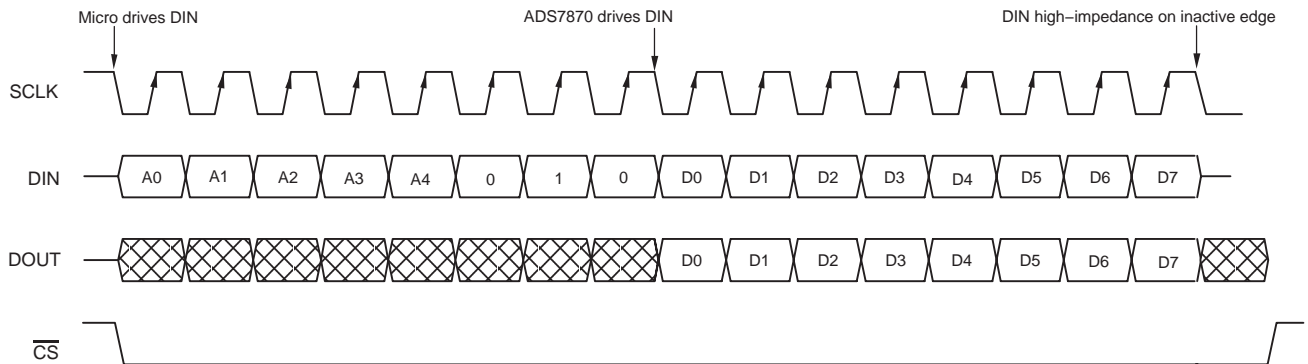 Micro drives DIN
ADS7870 drives DIN
DIN high−impedance on inactive edge
SCLK
DIN
A0 A1 A2 A3 A4 0 1 0 D0 D1 D2 D3 D4 D5 D6 D7
DOUT
D0 D1 D2 D3 D4 D5 D6 D7
CS